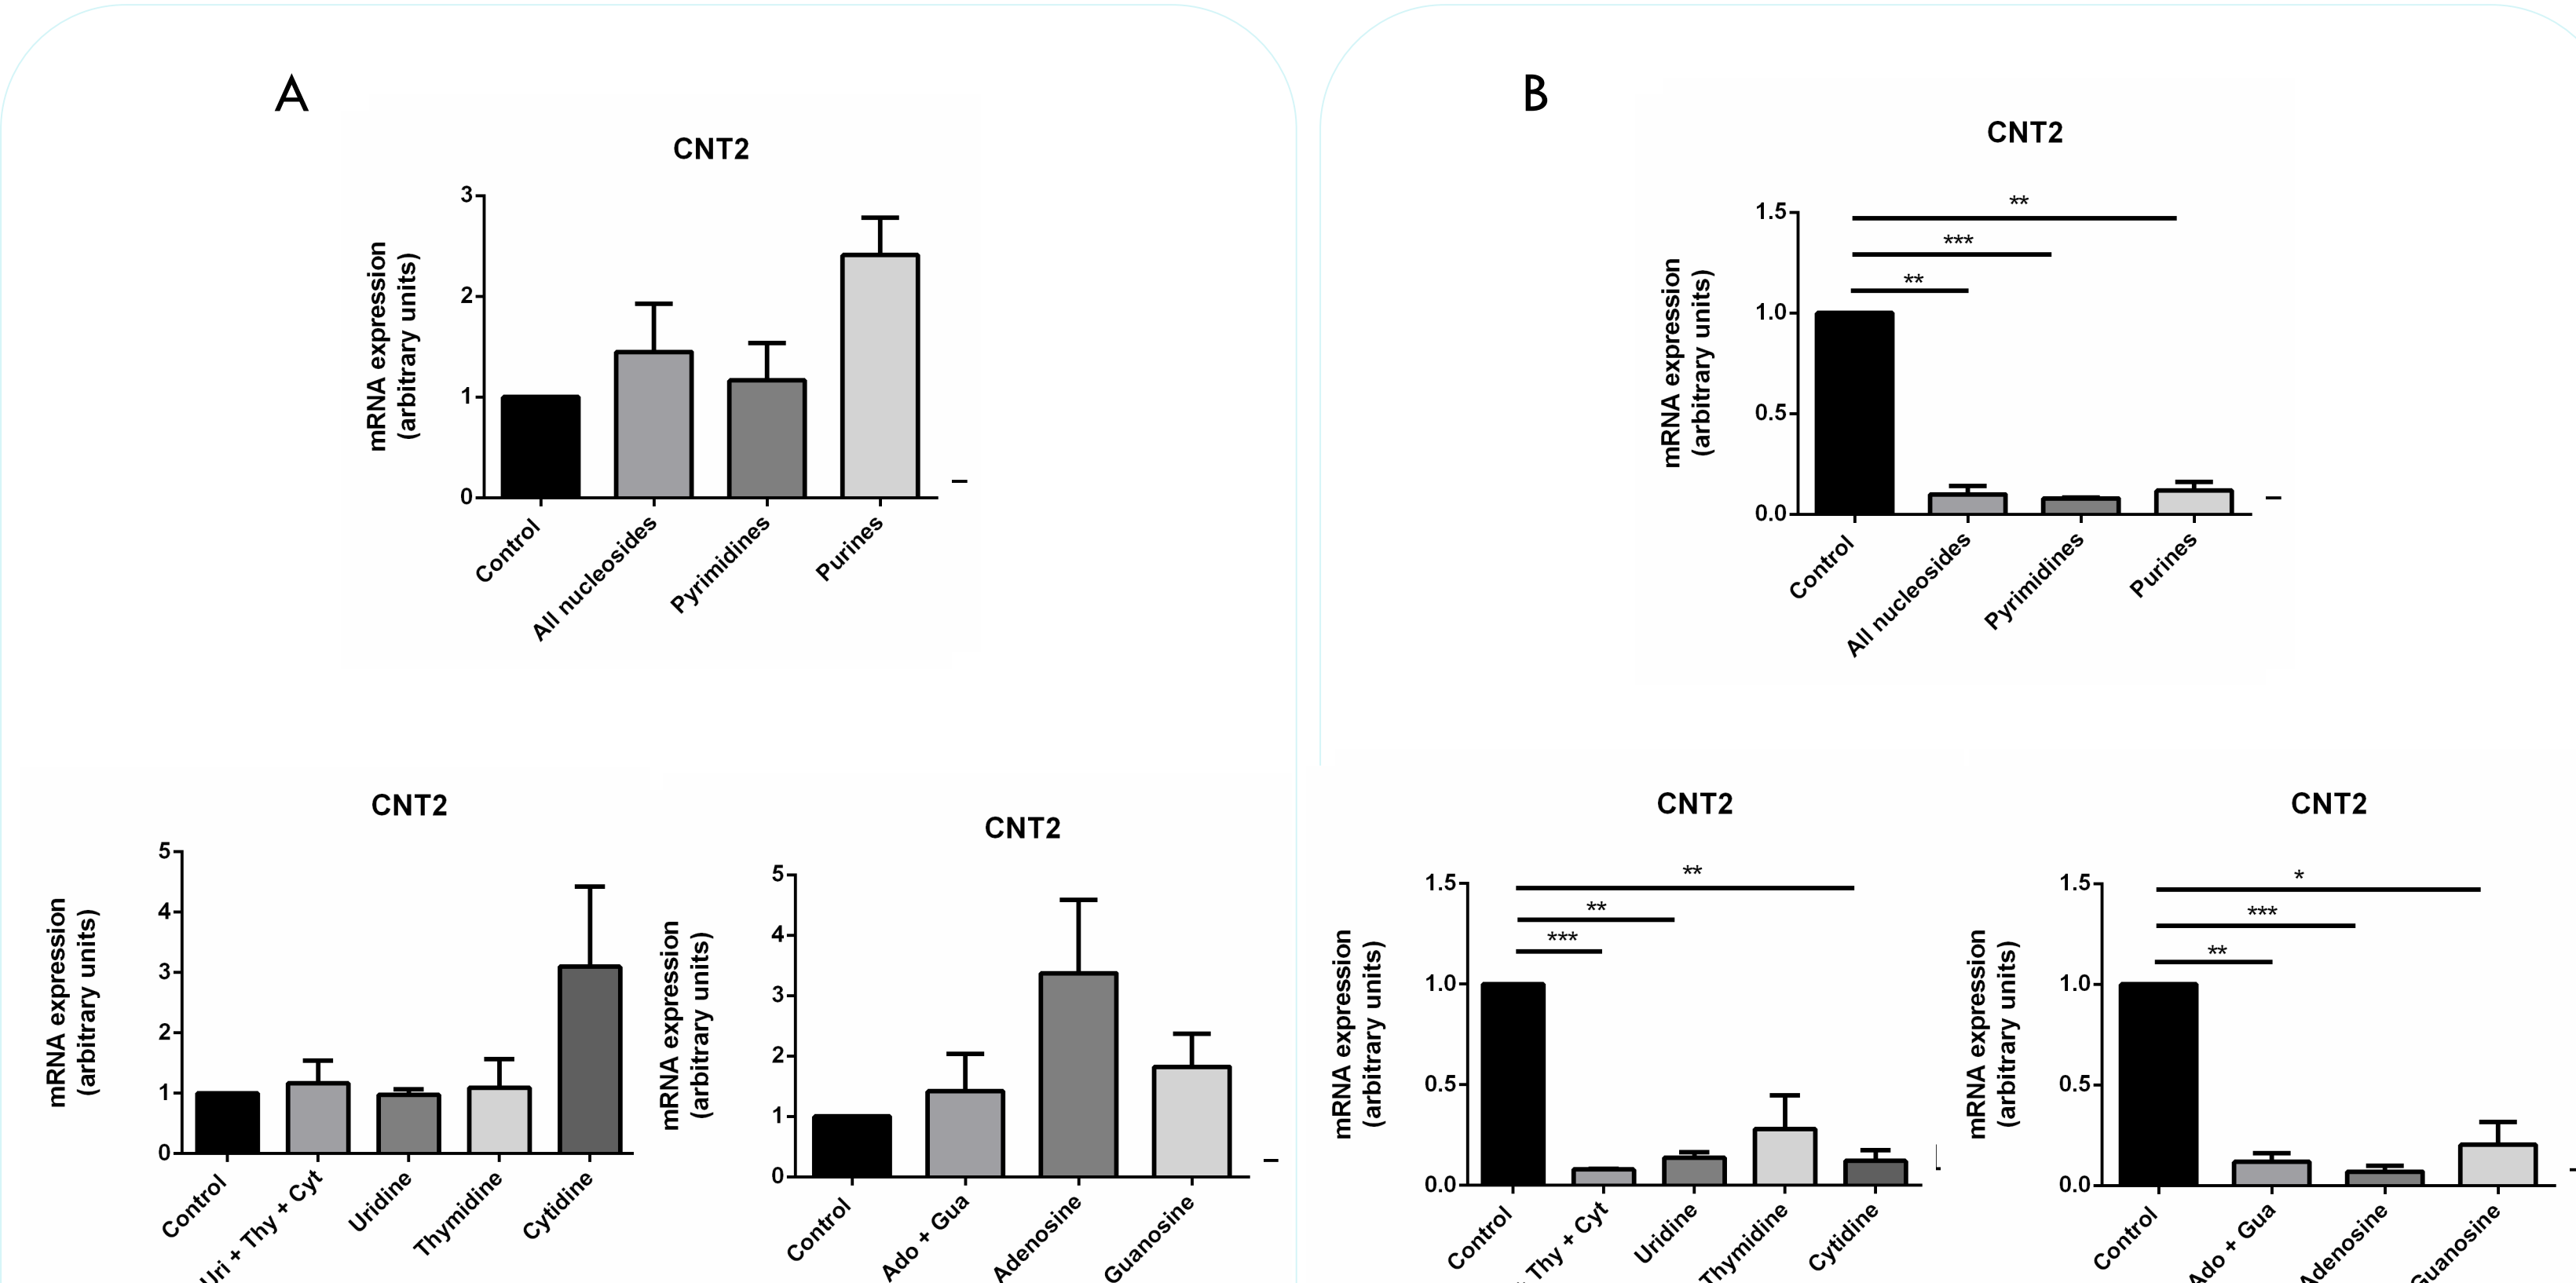 A
CNT2
mRNA expression
(arbitrary units)
3
2
1
0
Control
All nucleosides
Pyrimidines
Purines
B
CNT2
mRNA expression
(arbitrary units)
1.5
1.0
0.5
0.0
**
***
**
Control
All nucleosides
Pyrimidines
Purines
CNT2
mRNA expression
(arbitrary units)
5
4
3
2
1
0
Control
Uri + Thy + Cyt
Uridine
Thymidine
Cytidine
CNT2
mRNA expression
(arbitrary units)
5
4
3
2
1
0
Control
Ado + Gua
Adenosine
Guanosine
CNT2
mRNA expression
(arbitrary units)
1.5
1.0
0.5
0.0
**
**
***
Control
Thy + Cyt
Uridine
Thymidine
Cytidine
CNT2
mRNA expression
(arbitrary units)
1.5
1.0
0.5
0.0
*
***
**
Control
Ado + Gua
Adenosine
Guanosine